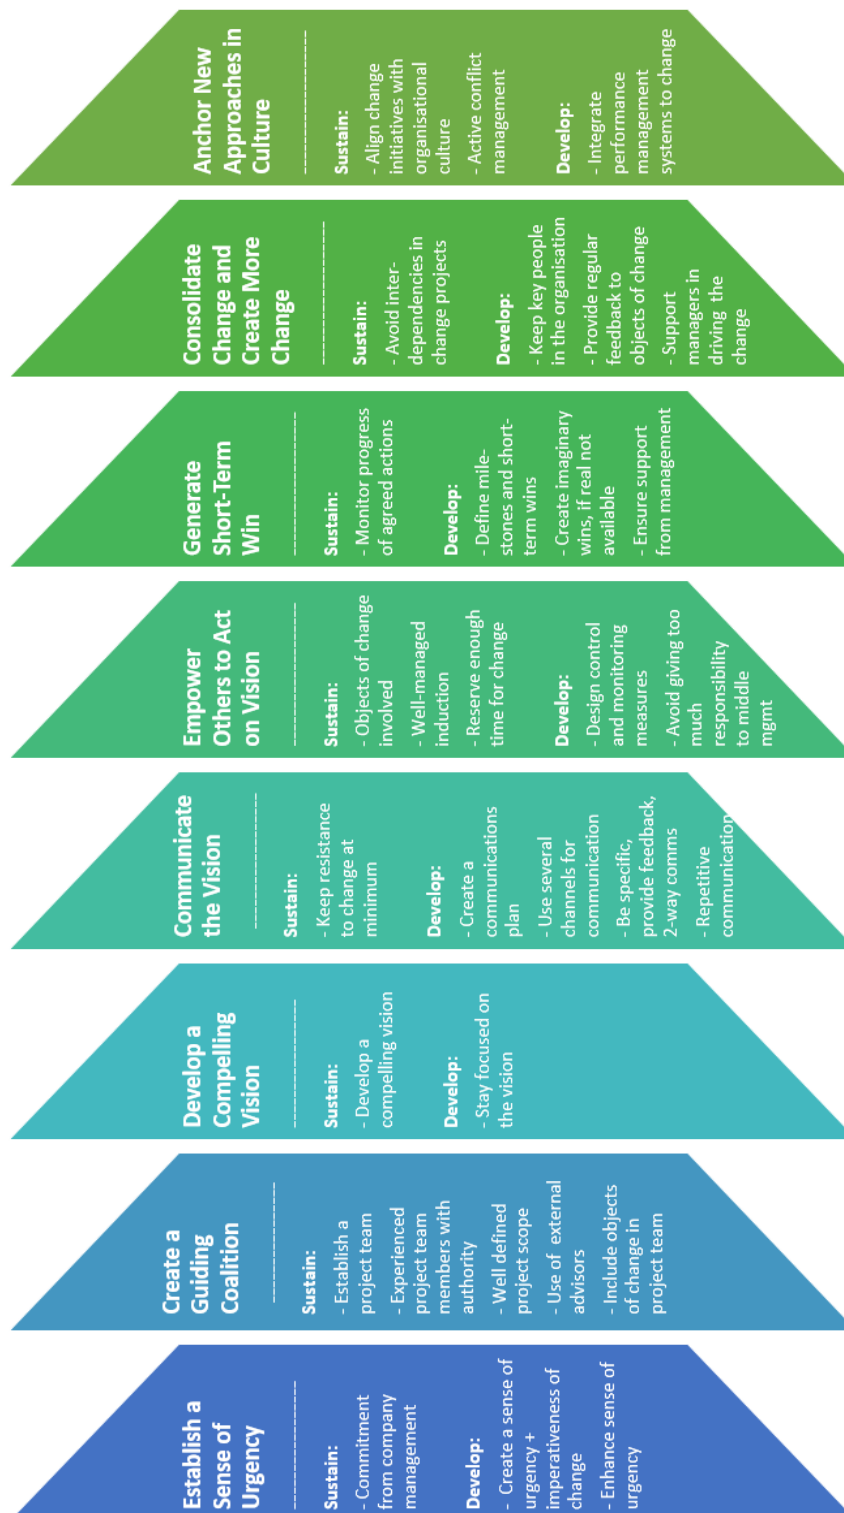 Establish a
Sense of
Urgency
Sustain:
- Commitment
from company
management
Develop:
- Create a sense of
urgency +
imperativeness of
change
- Enhance sense of
urgency
Create a
Guiding
Coalition
Sustain:
- Establish a
project team
- Experienced
project team
members with
authority
- Well defined
project scope
- Use of external
advisors
- Include objects
of change in
project team
Develop a
Compelling
Vision
Sustain:
- Develop a
compelling vision
Develop:
- Stay focused on
the vision
Communicate
the Vision
Sustain:
- Keep resistance
to change at
minimum
Develop:
- Create a
communications
plan
- Use several
channels for
communication
- Be specific,
provide feedback,
2-way comms
- Repetitive
communication
Empower
Others to Act
on Vision
Sustain:
- Objects of change
involved
- Well-managed
induction
- Reserve enough
time for change
Develop:
- Design control
and monitoring
measures
- Avoid giving too
much
responsibility
to middle
mgmt
Generate
Short-Term
Win
Sustain:
- Monitor progress
of agreed actions
Develop:
- Define mile-
stones and short-
term wins
- Create imaginary
wins, if real not
available
- Ensure support
from management
Consolidate
Change and
Create More
Change
Sustain:
- Avoid inter-
dependencies in
change projects
Develop:
- Keep key people
in the organisation
- Provide regular
feedback to
objects of change
- Support
managers in
driving the
change
Anchor New
Approaches in
Culture
Sustain:
- Align change
initiatives with
organisational
culture
- Active conflict
management
Develop:
- Integrate
performance
management
systems to change